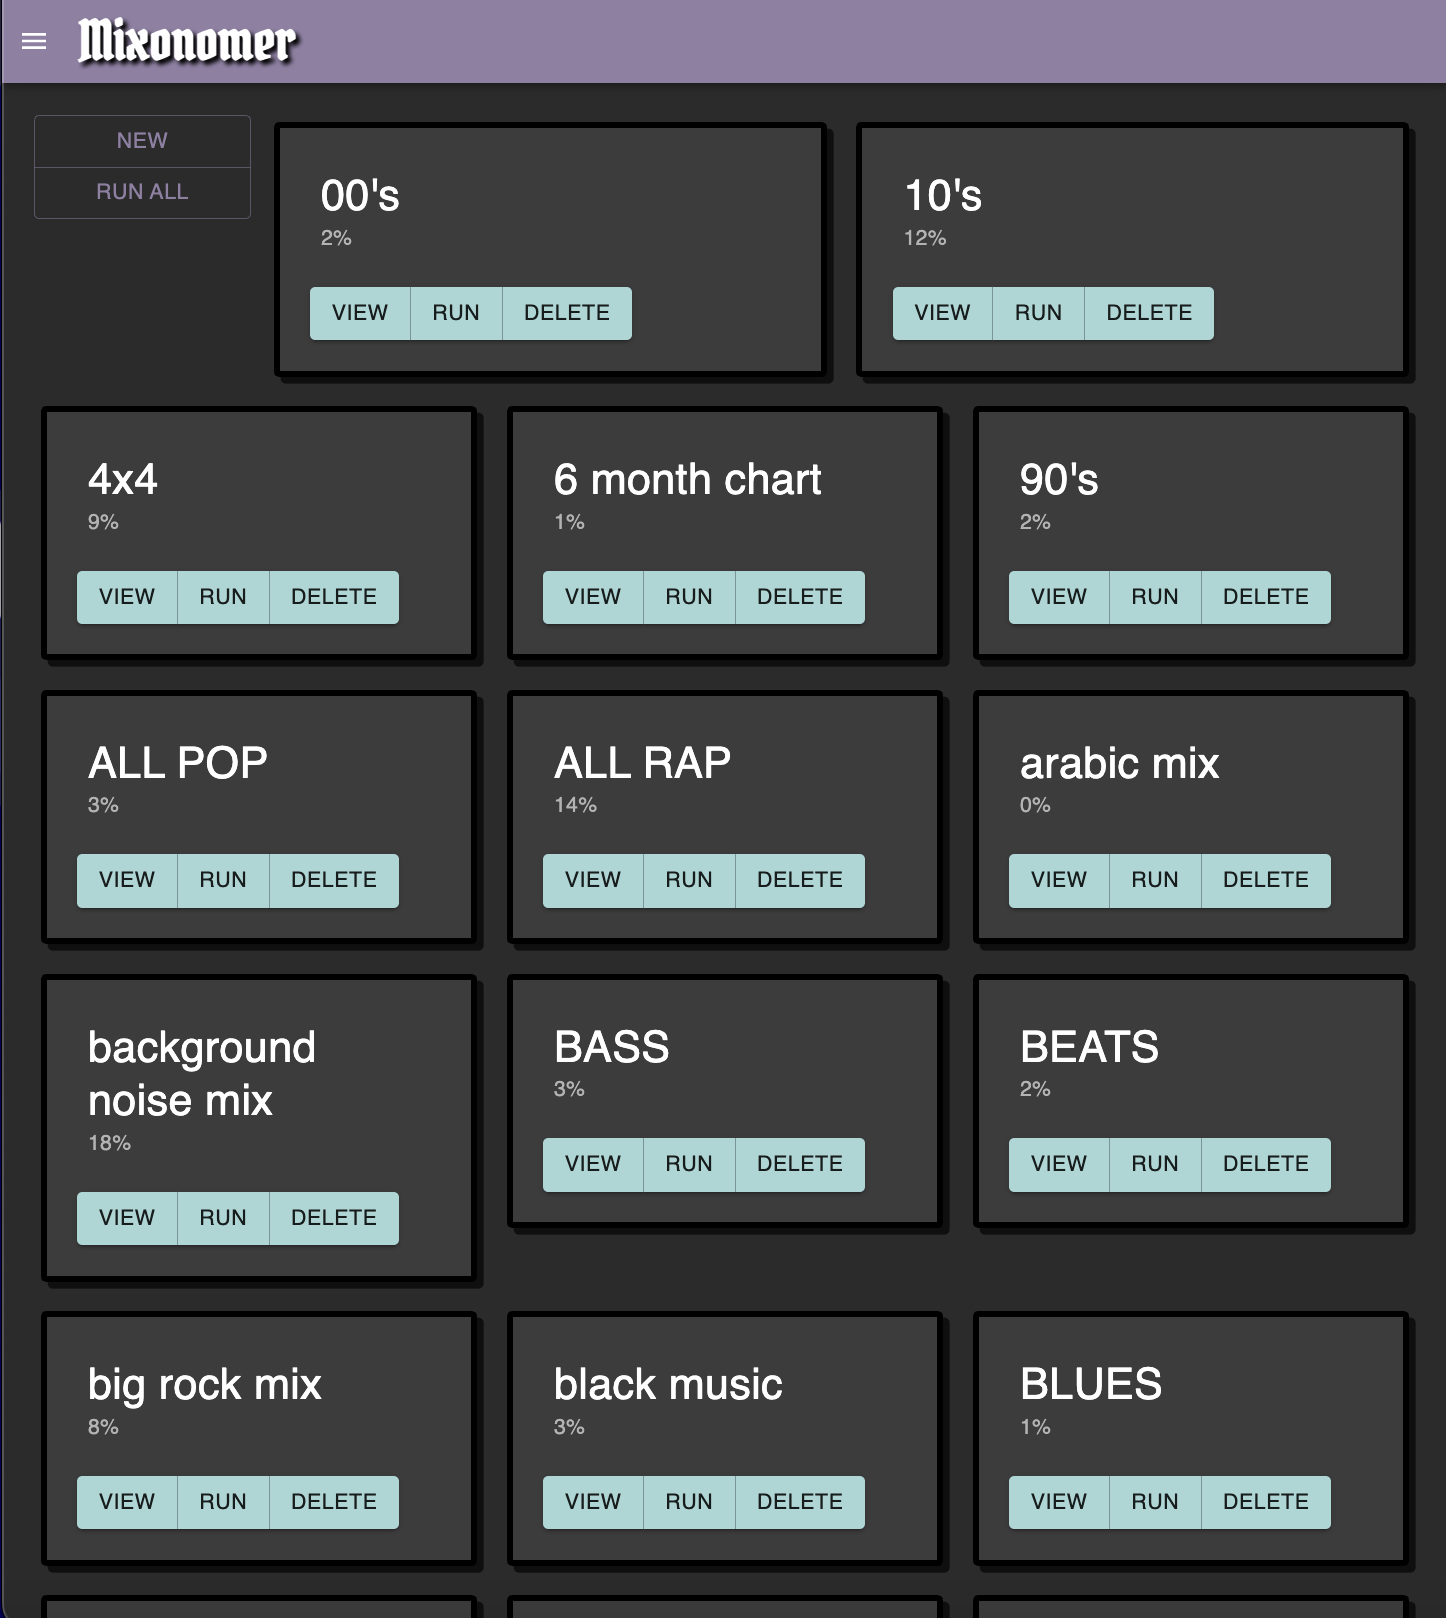 Mixonomer
NEW
RUN ALL
00's
2%
VIEW RUN DELETE
10's
12%
VIEW RUN DELETE
4x4
9%
VIEW RUN DELETE
6 month chart
1%
VIEW RUN DELETE
90's
2%
VIEW RUN DELETE
ALL POP
3%
VIEW RUN DELETE
ALL RAP
14%
VIEW RUN DELETE
arabic mix
0%
VIEW RUN DELETE
background
noise mix
18%
VIEW RUN DELETE
BASS
3%
VIEW RUN DELETE
BEATS
2%
VIEW RUN DELETE
big rock mix
8%
VIEW RUN DELETE
black music
3%
VIEW RUN DELETE
BLUES
1%
VIEW RUN DELETE